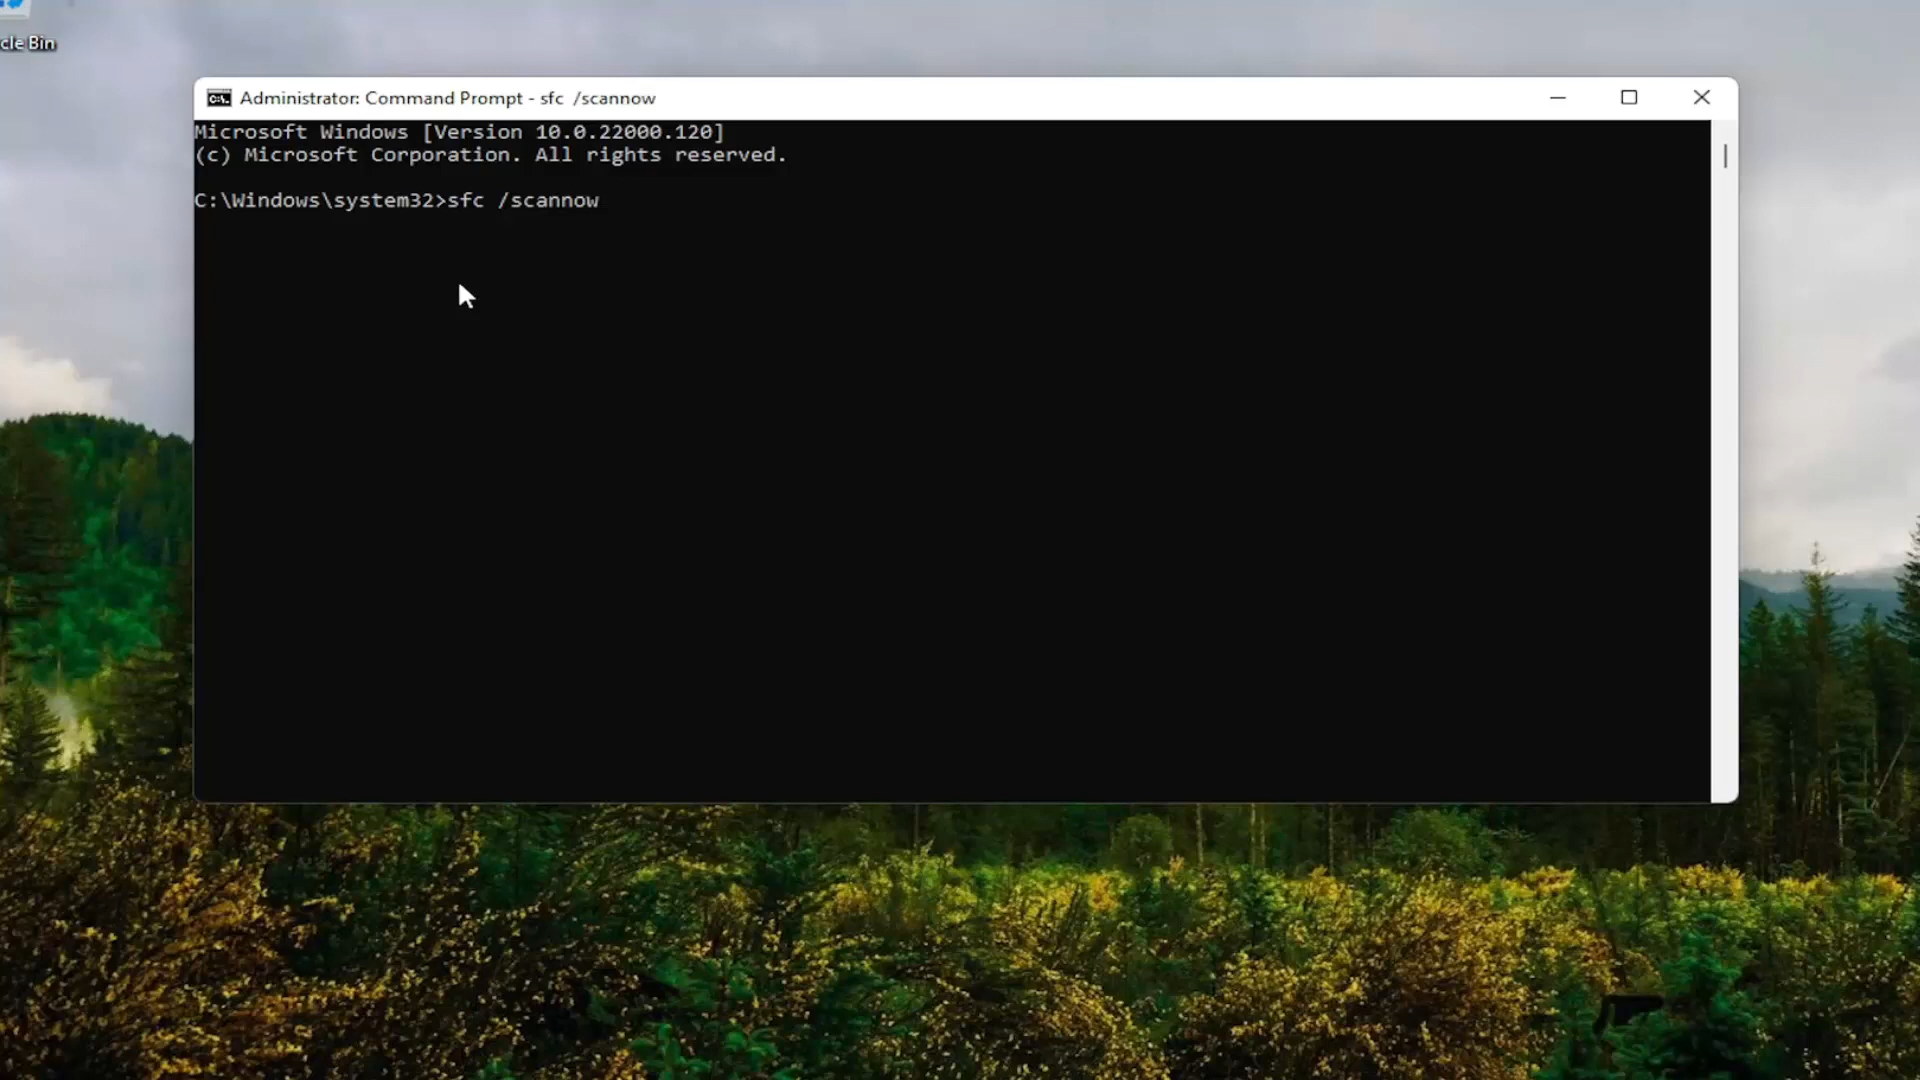 cle Bin
Administrator: Command Prompt - sfc  /scannow
Microsoft Windows [Version 10.0.22000.120]
(c) Microsoft Corporation. All rights reserved.
C:\Windows\system32>sfc /scannow